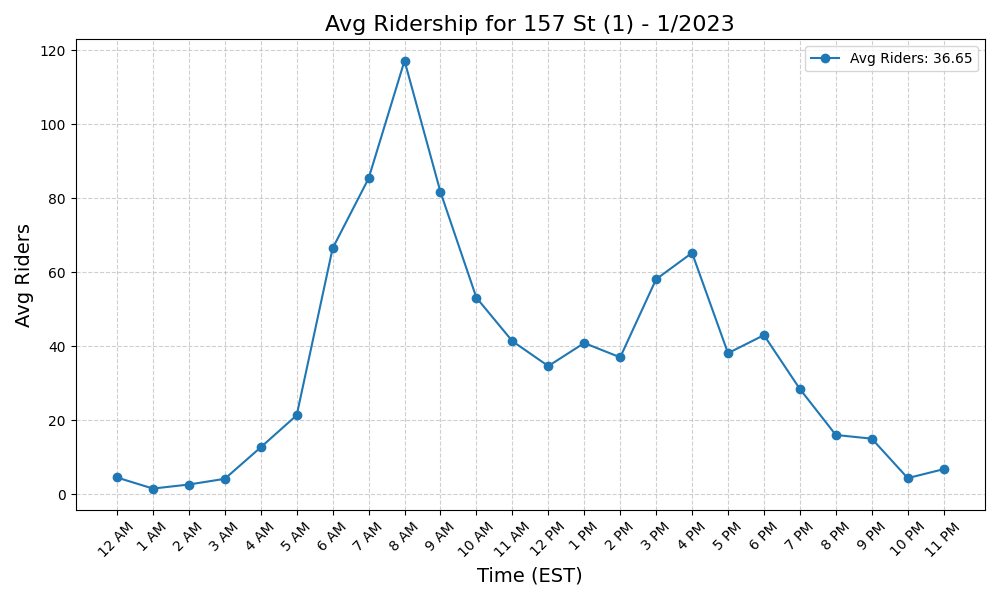 Avg Ridership for 157 St (1) - 1/2023
Avg Riders: 36.65
Avg Riders
120
100
80
60
40
20
0
12 AM
1 AM
2 AM
3 AM
4 AM
5 AM
6 AM
7 AM
8 AM
9 AM
10 AM
11 AM
12 PM
1 PM
2 PM
3 PM
4 PM
5 PM
6 PM
7 PM
8 PM
9 PM
10 PM
11 PM
Time (EST)